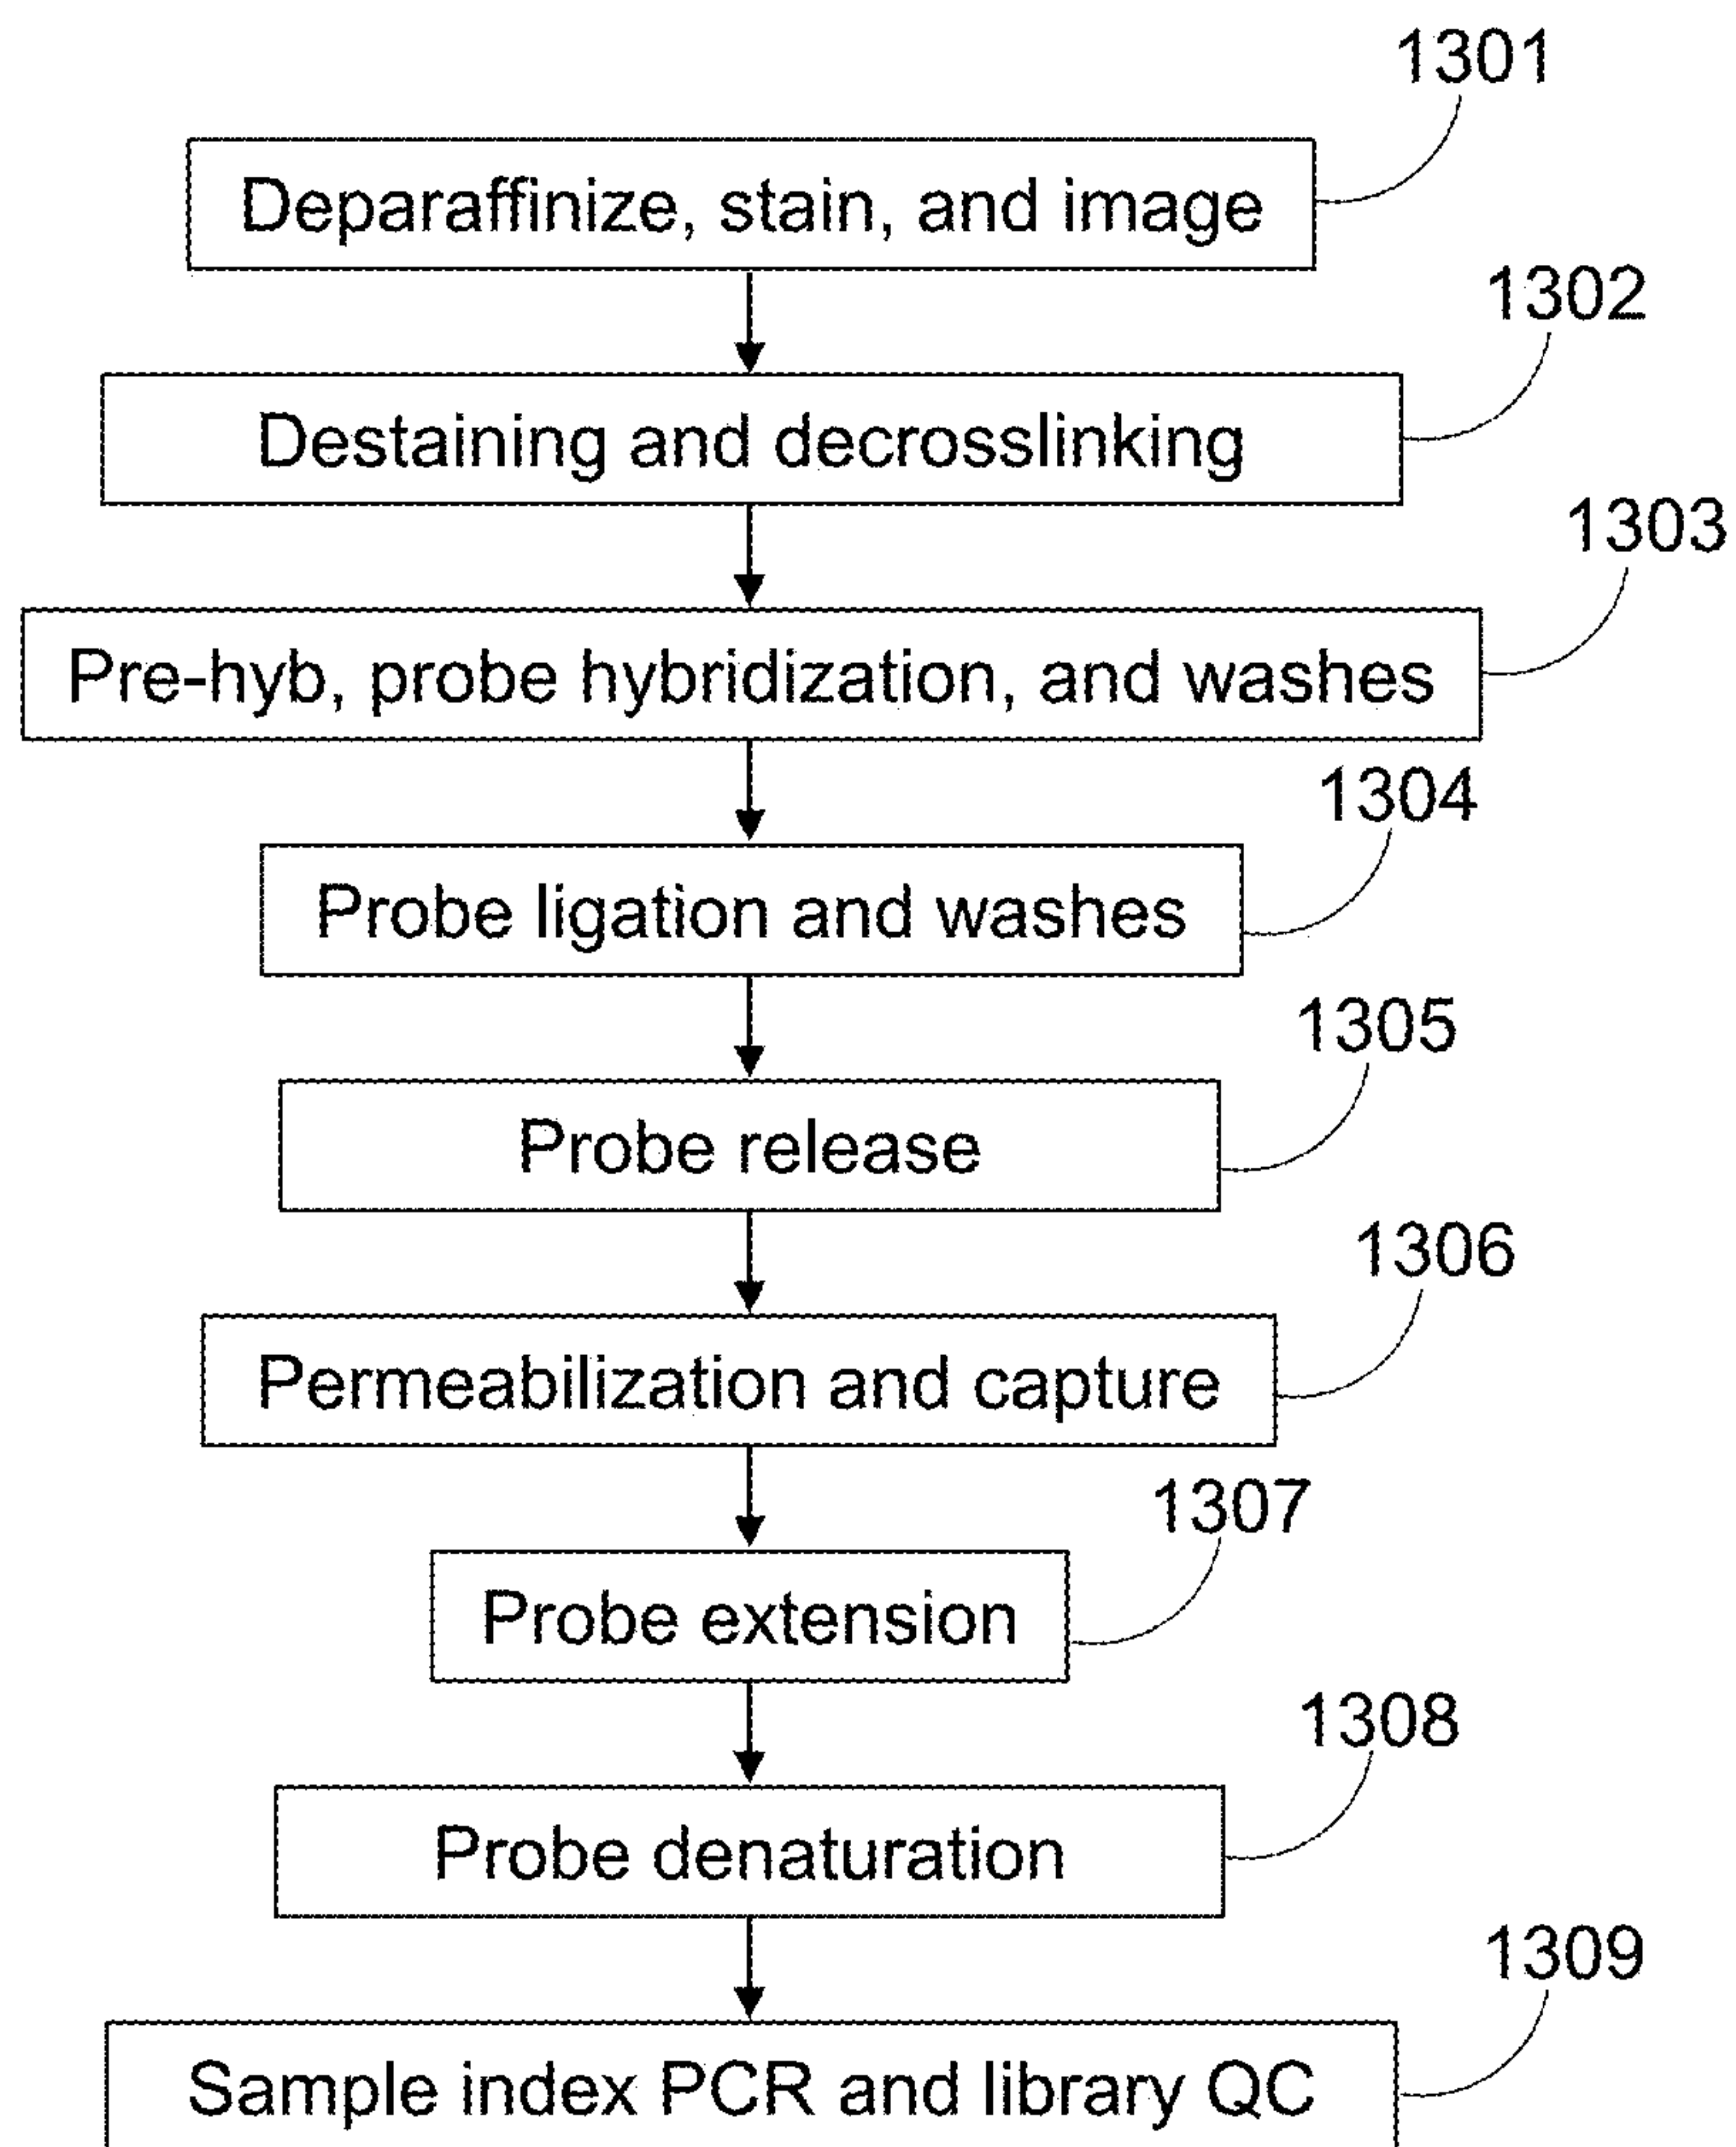 1301
Deparaffinize, stain, and image
1302
Destaining and decrosslinking
1303
Pre-hyb, probe hybridization, and washes
1304
Probe ligation and washes
1305
Probe release
1306
Permeabilization and capture
1307
Probe extension
1308
Probe denaturation
1309
Sample index PCR and library QC